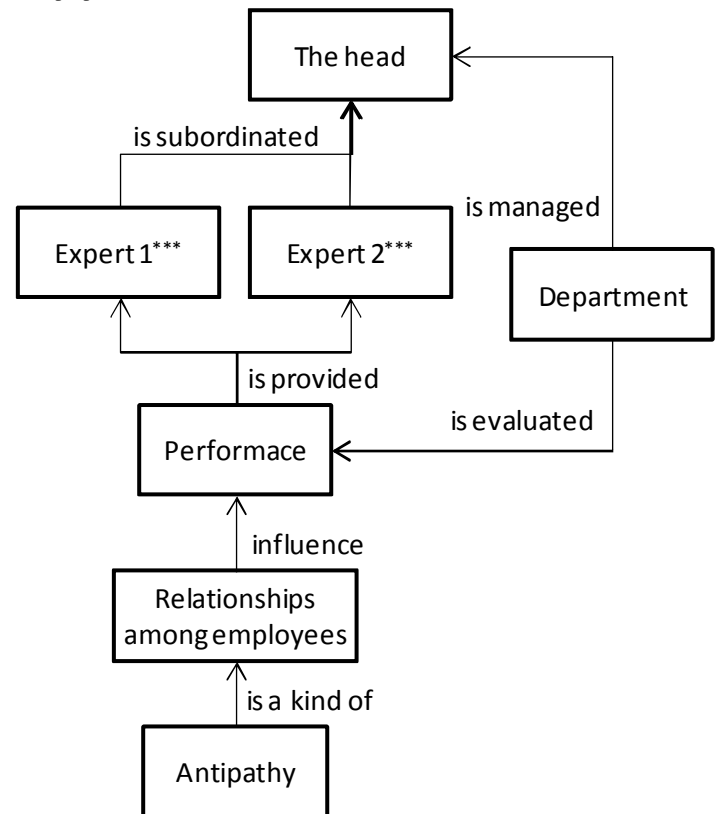 The head
is subordinated
is managed
Expert 1***
Expert 2***
Department
is provided
is evaluated
Performace
influence
Relationships
among employees
is a kind of
Antipathy